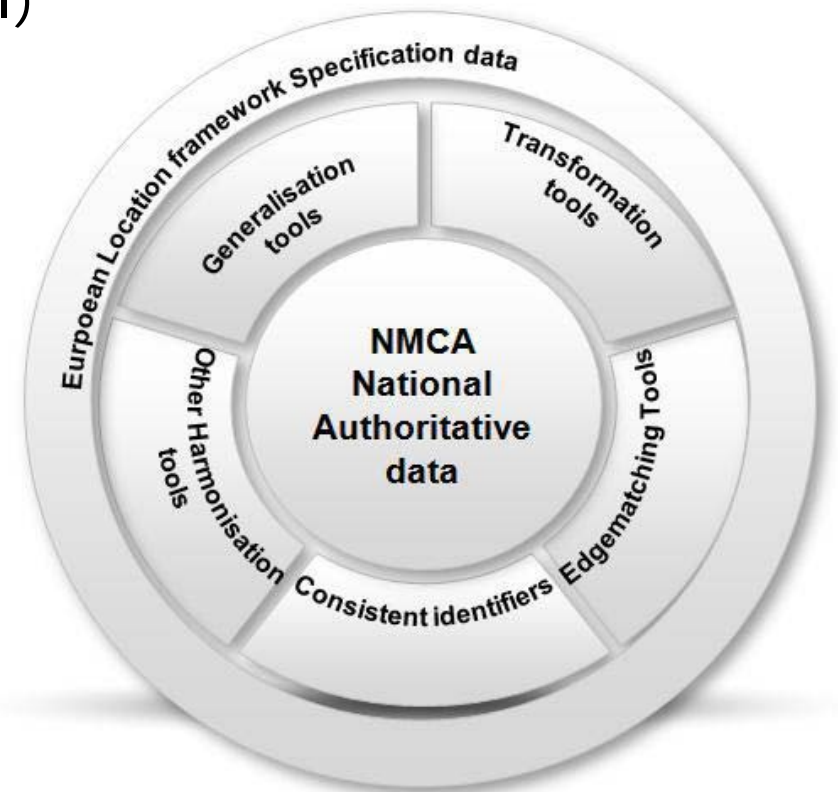 Eurpoean Location framework Specification data
Generalisation
tools
Transformation
tools
NMCA
National
Authoritative
data
Other Harmonisation
tools
Edgematching Tools
Consistent identifiers